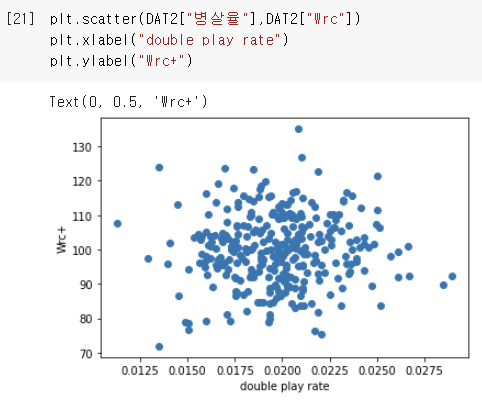 [21] plt.scatter(DAT2["병살율"],DAT2["Wrc"])
plt.xlabel("double play rate")
plt.ylabel("Wrc+")
Text(0, 0.5, 'Wrc+')
130
120
110
100
90
80
70
Wrc+
0.0125 0.0150 0.0175 0.0200 0.0225 0.0250 0.0275
double play rate